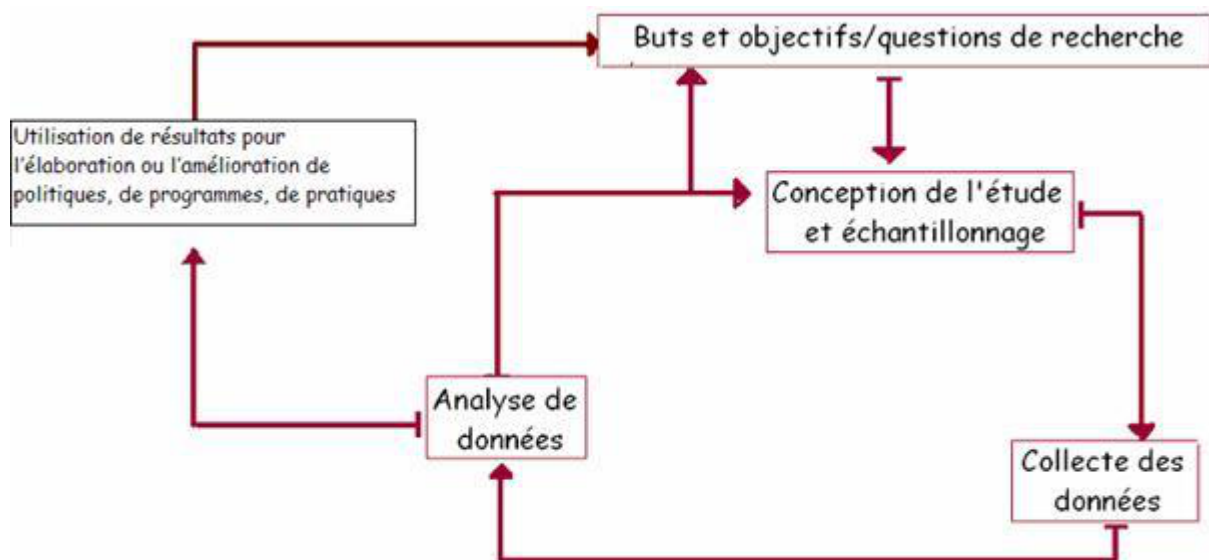 Buts et objectifs/questions de recherche
Utilisation de résultats pour
l'élaboration ou l'amélioration de
politiques, de programmes, de pratiques
Conception de l'étude
et échantillonnage
Analyse de
données
Collecte des
données